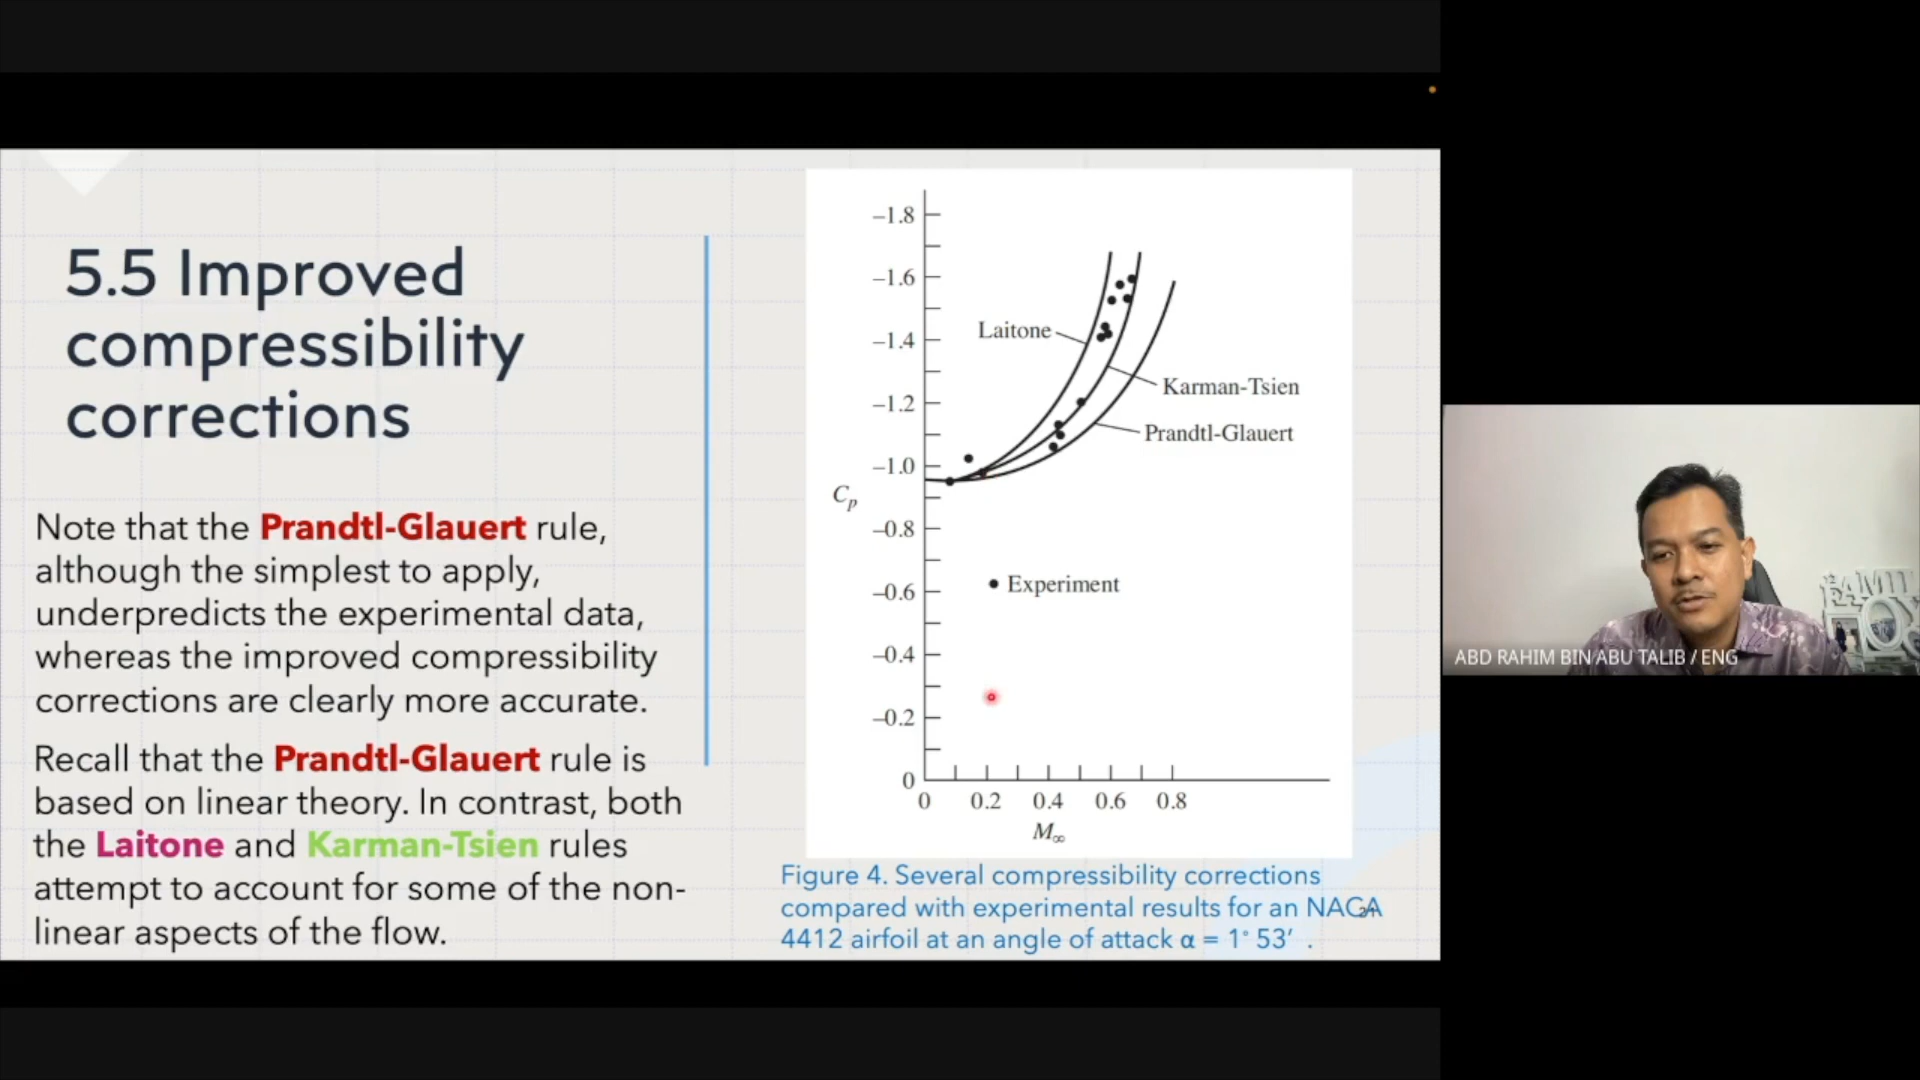 5.5 Improved
compressibility
corrections
Note that the Prandtl-Glauert rule,
although the simplest to apply,
underpredicts the experimental data,
whereas the improved compressibility
corrections are clearly more accurate.
Recall that the Prandtl-Glauert rule is
based on linear theory. In contrast, both
the Laitone and Karman-Tsien rules
attempt to account for some of the non-
linear aspects of the flow.
–1.8
–1.6
–1.4
–1.2
–1.0
–0.8
–0.6
–0.4
–0.2
0
Cp
Laitone
Karman-Tsien
Prandtl-Glauert
Experiment
0 0.2 0.4 0.6 0.8
M∞
Figure 4. Several compressibility corrections
compared with experimental results for an NACA
4412 airfoil at an angle of attack α = 1° 53′ .
ABD RAHIM BIN ABU TALIB / ENG